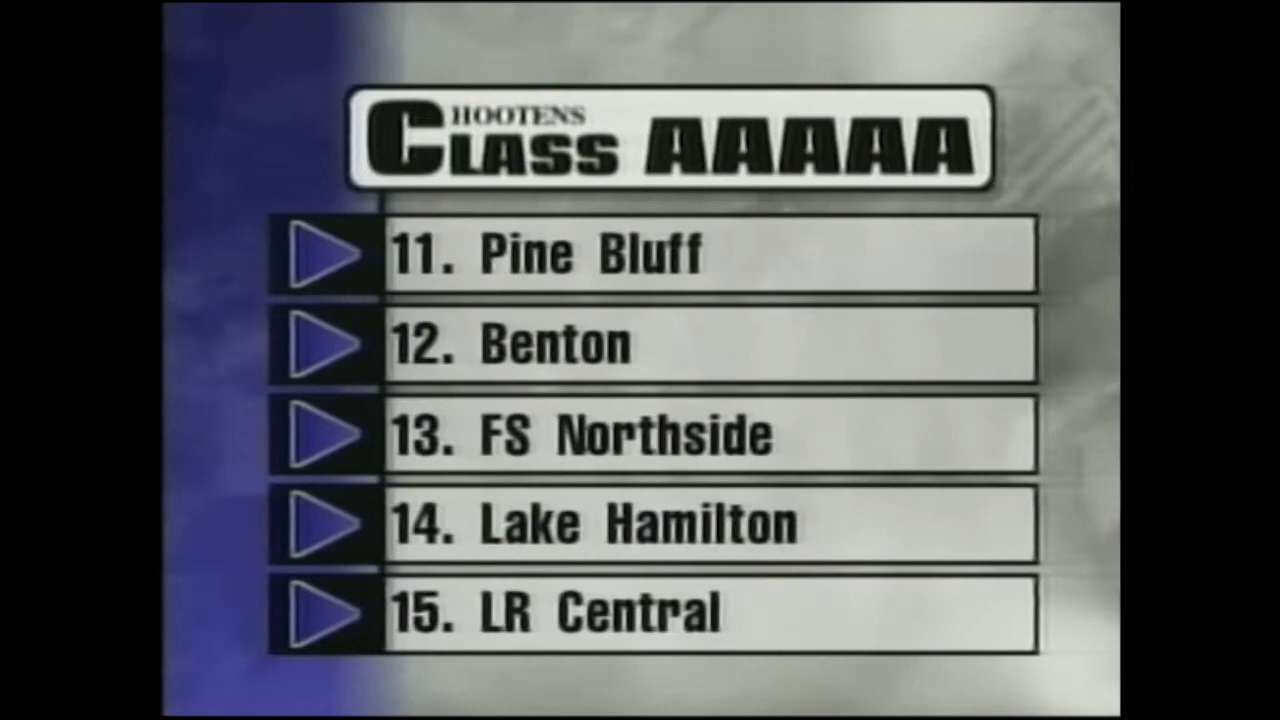 HOOTENS
CLASS AAAAA
11. Pine Bluff
12. Benton
13. FS Northside
14. Lake Hamilton
15. LR Central